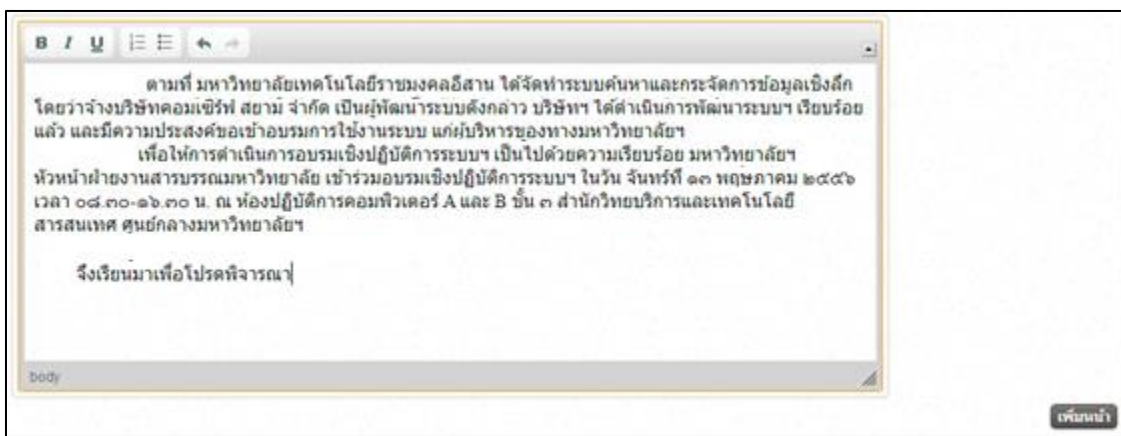 B I U
ตามที่ มหาวิทยาลัยเทคโนโลยีราชมงคลอีสาน ได้จัดทำระบบค้นหาและกระจัดการข้อมูลเชิงลึก
โดยว่าจ้างบริษัทคอมเซิร์ฟ สยาม จำกัด เป็นผู้พัฒนาระบบดังกล่าว บริษัทฯ ได้ดำเนินการพัฒนาระบบฯ เรียบร้อย
แล้ว และมีความประสงค์ขอเข้าอบรมการใช้งานระบบ แก่ผู้บริหารของทางมหาวิทยาลัยฯ
เพื่อให้การดำเนินการอบรมเชิงปฏิบัติการระบบฯ เป็นไปด้วยความเรียบร้อย มหาวิทยาลัยฯ
หัวหน้าฝ่ายงานสารบรรณมหาวิทยาลัย เข้าร่วมอบรมเชิงปฏิบัติการระบบฯ ในวัน จันทร์ที่ ๑๓ พฤษภาคม ๒๕๕๖
เวลา ๐๘.๓๐-๑๖.๓๐ น. ณ ห้องปฏิบัติการคอมพิวเตอร์ A และ B ชั้น ๓ สำนักวิทยบริการและเทคโนโลยี
สารสนเทศ ศูนย์กลางมหาวิทยาลัยฯ
จึงเรียนมาเพื่อโปรดพิจารณา
body
เพิ่มหน้า